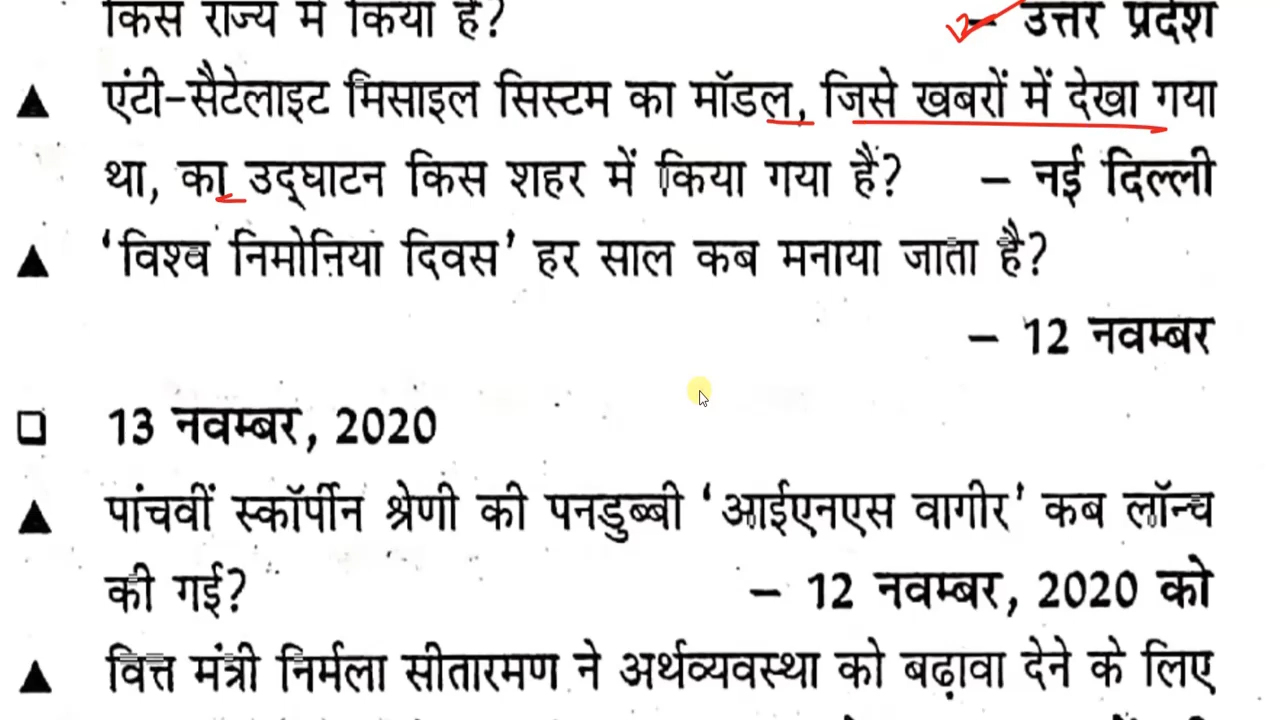 किस राज्य में किया है? – उत्तर प्रदेश
▲ एंटी-सैटेलाइट मिसाइल सिस्टम का मॉडल, जिसे खबरों में देखा गया
था, का उद्घाटन किस शहर में किया गया है? – नई दिल्ली
▲ ‘विश्व निमोनिया दिवस’ हर साल कब मनाया जाता है?
– 12 नवम्बर
❑ 13 नवम्बर, 2020
▲ पांचवीं स्कॉर्पीन श्रेणी की पनडुब्बी ‘आईएनएस वागीर’ कब लॉन्च
की गई? – 12 नवम्बर, 2020 को
▲ वित्त मंत्री निर्मला सीतारमण ने अर्थव्यवस्था को बढ़ावा देने के लिए